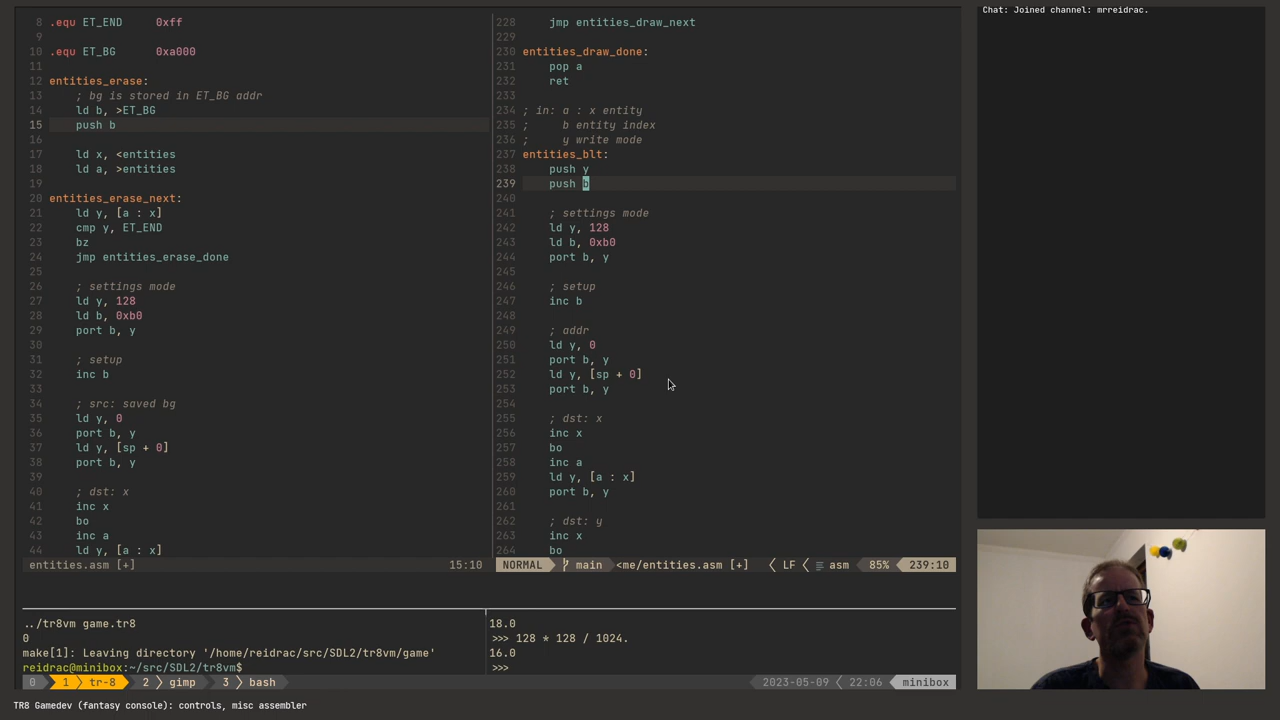 8 .equ ET_END     0xff
9
10 .equ ET_BG      0xa000
11
12 entities_erase:
13     ; bg is stored in ET_BG addr
14     ld b, >ET_BG
15     push b
16
17     ld x, <entities
18     ld a, >entities
19
20 entities_erase_next:
21     ld y, [a : x]
22     cmp y, ET_END
23     bz
24     jmp entities_erase_done
25
26     ; settings mode
27     ld y, 128
28     ld b, 0xb0
29     port b, y
30
31     ; setup
32     inc b
33
34     ; src: saved bg
35     ld y, 0
36     port b, y
37     ld y, [sp + 0]
38     port b, y
39
40     ; dst: x
41     inc x
42     bo
43     inc a
44     ld y, [a : x]
entities.asm [+] 15:10
228     jmp entities_draw_next
229
230 entities_draw_done:
231     pop a
232     ret
233
234 ; in: a : x entity
235 ;     b entity index
236 ;     y write mode
237 entities_blt:
238     push y
239     push b
240
241     ; settings mode
242     ld y, 128
243     ld b, 0xb0
244     port b, y
245
246     ; setup
247     inc b
248
249     ; addr
250     ld y, 0
251     port b, y
252     ld y, [sp + 0]
253     port b, y
254
255     ; dst: x
256     inc x
257     bo
258     inc a
259     ld y, [a : x]
260     port b, y
261
262     ; dst: y
263     inc x
264     bo
NORMAL main <me/entities.asm [+] LF asm 85% 239:10
../tr8vm game.tr8
0
make[1]: Leaving directory '/home/reidrac/src/SDL2/tr8vm/game'
reidrac@minibox:~/src/SDL2/tr8vm$
18.0
>>> 128 * 128 / 1024.
16.0
>>>
0 1 tr-8 2 gimp 3 bash 2023-05-09 22:06 minibox
Chat: Joined channel: mrreidrac.
TR8 Gamedev (fantasy console): controls, misc assembler